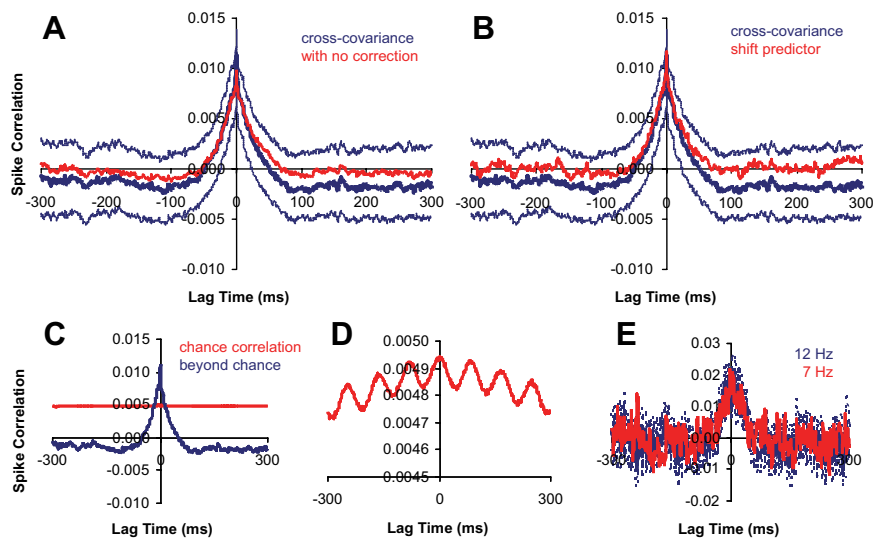 A
cross-covariance
with no correction
B
cross-covariance
shift predictor
Spike Correlation
0.015
0.010
0.005
0.000
-0.005
-0.010
-300 -200 -100 0 100 200 300
Lag Time (ms)
0.015
0.010
0.005
0.000
-0.005
-0.010
-300 -200 -100 0 100 200 300
Lag Time (ms)
C
chance correlation
beyond chance
Spike Correlation
0.015
0.010
0.005
0.000
-0.005
-0.010
-300 0 300
Lag Time (ms)
D
0.0050
0.0049
0.0048
0.0047
0.0046
0.0045
-300 0 300
Lag Time (ms)
E
12 Hz
7 Hz
0.03
0.02
0.01
0.00
-0.01
-0.02
-300 0 300
Lag Time (ms)